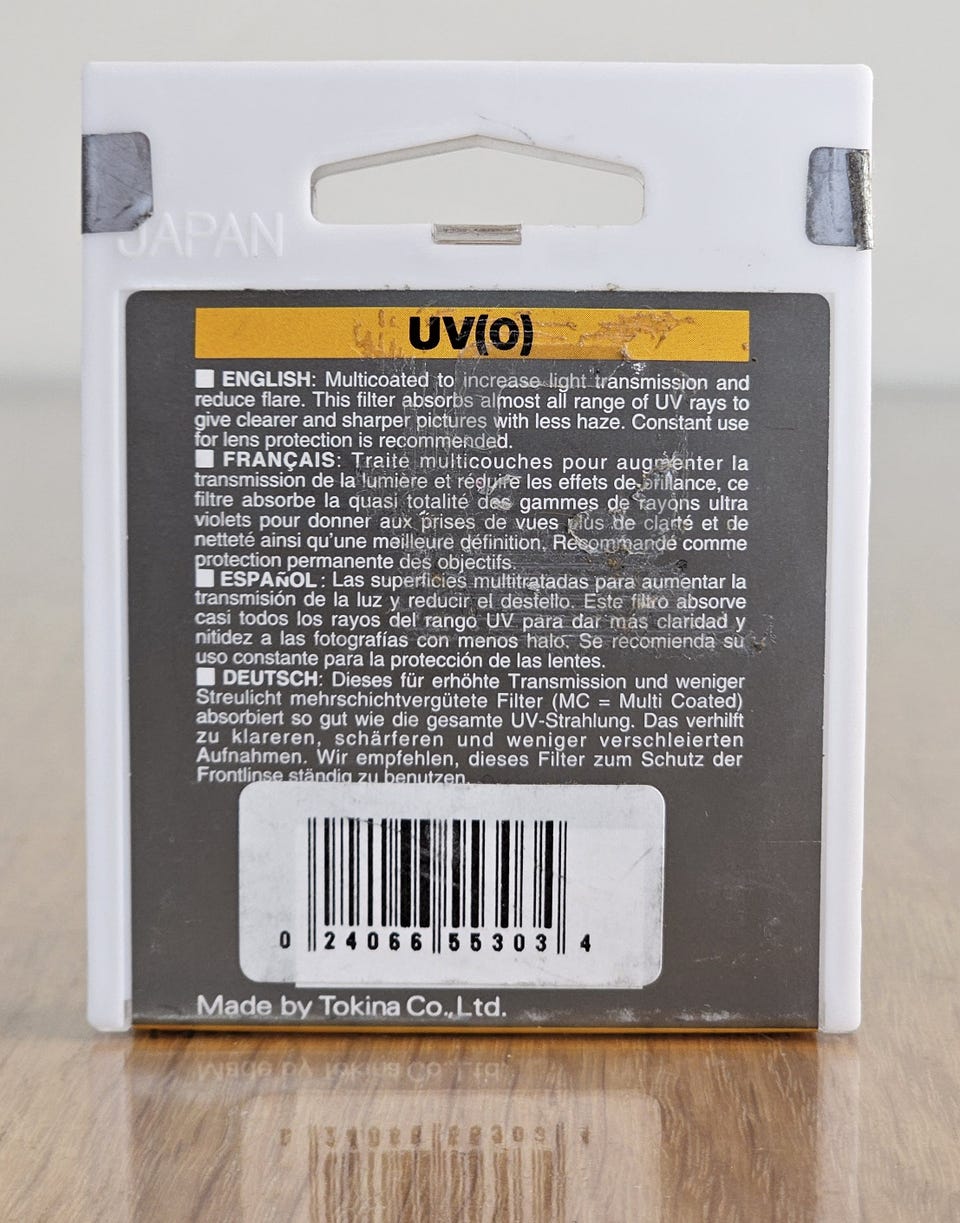 JAPAN
UV(0)
ENGLISH: Multicoated to increase light transmission and
reduce flare. This filter absorbs almost all range of UV rays to
give clearer and sharper pictures with less haze. Constant use
for lens protection is recommended.
FRANÇAIS: Traité multicouches pour augmenter la
transmission de la lumière et réduire les effets de brillance, ce
filtre absorbe la quasi totalité des gammes de rayons ultra
violets pour donner aux prises de vues plus de clarté et de
netteté ainsi qu'une meilleure définition. Recommandé comme
protection permanente des objectifs.
ESPAÑOL: Las superficies multitratadas para aumentar la
transmisión de la luz y reducir el destello. Este filtro absorve
casi todos los rayos del rango UV para dar más claridad y
nitidez a las fotografías con menos halo. Se recomienda su
uso constante para la protección de las lentes.
DEUTSCH: Dieses für erhöhte Transmission und weniger
Streulicht mehrschichtvergütete Filter (MC = Multi Coated)
absorbiert so gut wie die gesamte UV-Strahlung. Das verhilft
zu klareren, schärferen und weniger verschleierten
Aufnahmen. Wir empfehlen, dieses Filter zum Schutz der
Frontlinse ständig zu benutzen.
0 24066 55303 4
Made by Tokina Co.,Ltd.